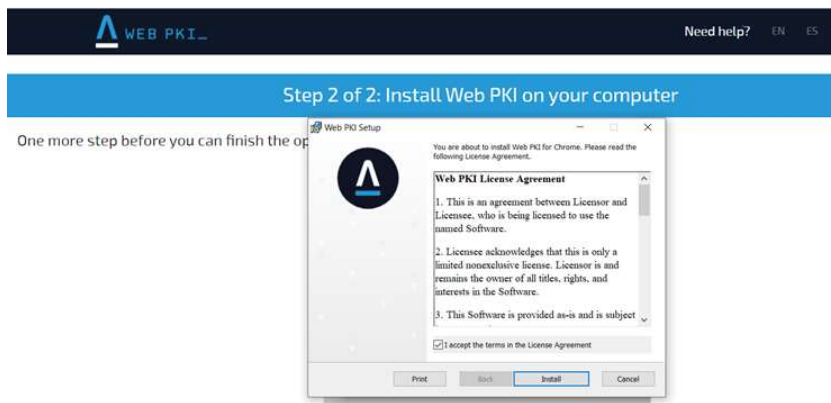 WEB PKI_
Need help? EN ES
Step 2 of 2: Install Web PKI on your computer
One more step before you can finish the op
Web PKI Setup
You are about to install Web PKI for Chrome. Please read the
following License Agreement.
Web PKI License Agreement
1. This is an agreement between Licensor and
Licensee, who is being licensed to use the
named Software.
2. Licensee acknowledges that this is only a
limited nonexclusive license. Licensor is and
remains the owner of all titles, rights, and
interests in the Software.
3. This Software is provided as-is and is subject
I accept the terms in the License Agreement
Print Back Install Cancel